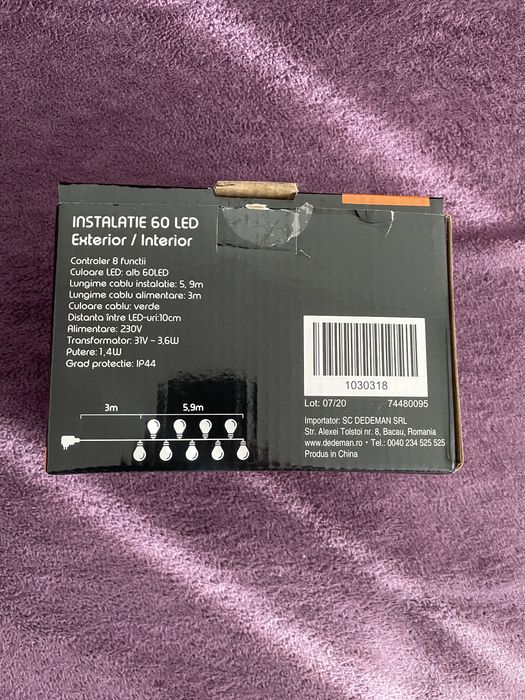 INSTALATIE 60 LED
Exterior / Interior
Controler 8 functii
Culoare LED: alb 60LED
Lungime cablu instalatie: 5, 9m
Lungime cablu alimentare: 3m
Culoare cablu: verde
Distanta între LED-uri:10cm
Alimentare: 230V
Transformator: 31V ~ 3,6W
Putere: 1,4W
Grad protectie: IP44
3m 5,9m
1030318
Lot: 07/20 74480095
Importator: SC DEDEMAN SRL
Str. Alexei Tolstoi nr. 8, Bacau, Romania
www.dedeman.ro • Tel.: 0040 234 525 525
Produs in China